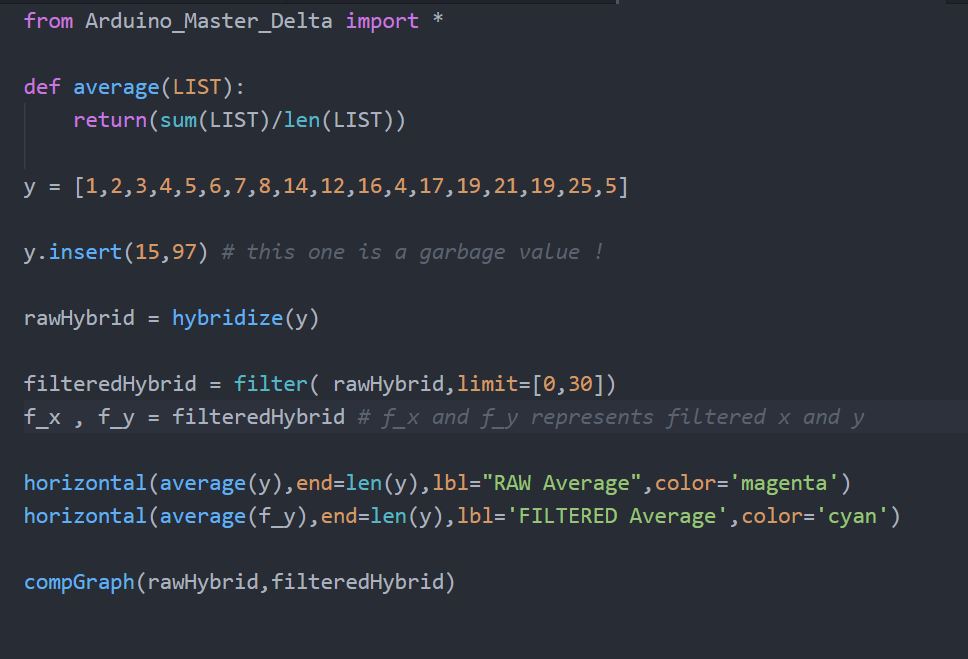 from Arduino_Master_Delta import *
def average(LIST):
    return(sum(LIST)/len(LIST))
y = [1,2,3,4,5,6,7,8,14,12,16,4,17,19,21,19,25,5]
y.insert(15,97) # this one is a garbage value !
rawHybrid = hybridize(y)
filteredHybrid = filter( rawHybrid,limit=[0,30])
f_x , f_y = filteredHybrid # f_x and f_y represents filtered x and y
horizontal(average(y),end=len(y),lbl="RAW Average",color='magenta')
horizontal(average(f_y),end=len(y),lbl='FILTERED Average',color='cyan')
compGraph(rawHybrid,filteredHybrid)